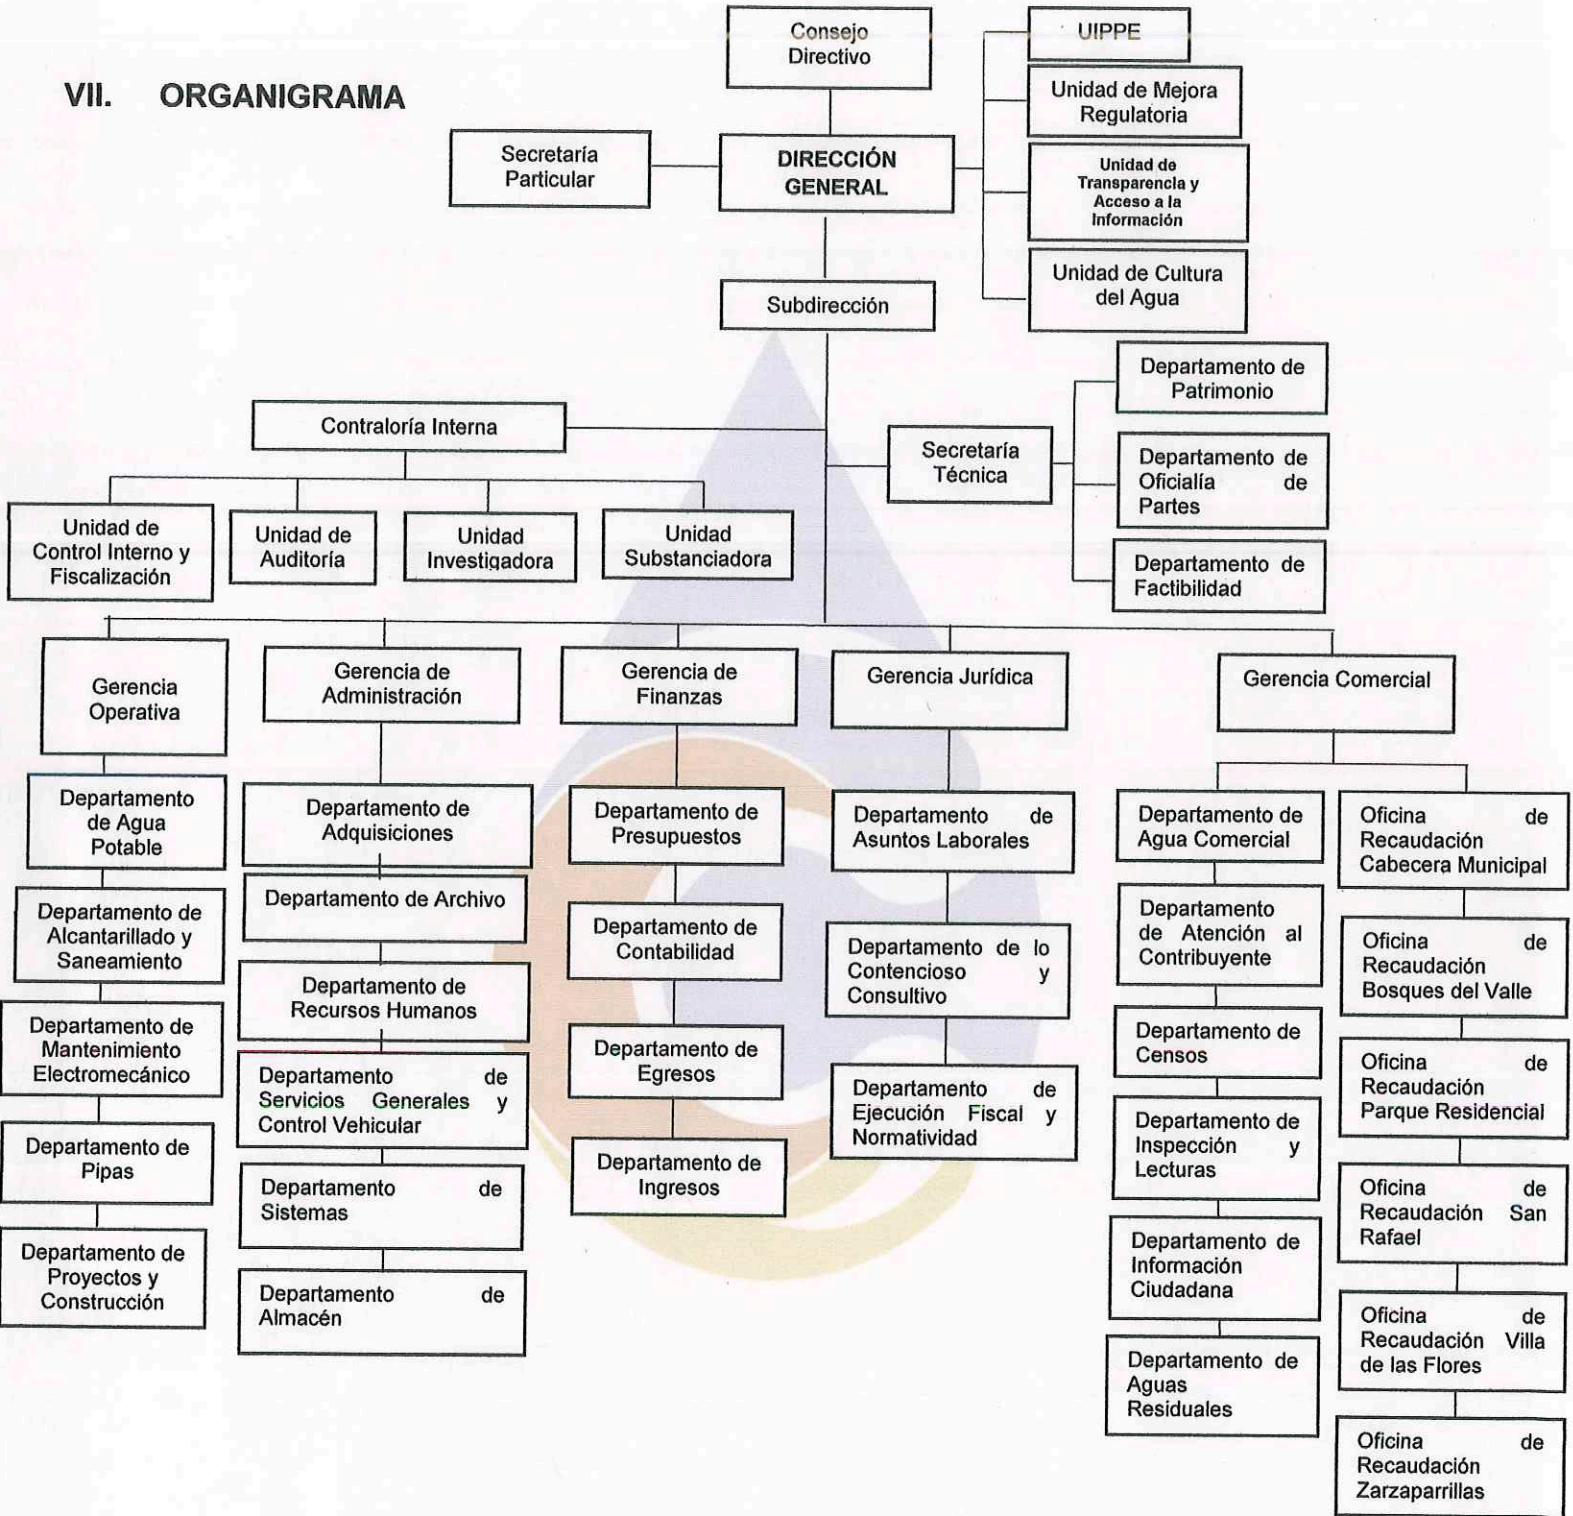 VII. ORGANIGRAMA
Consejo
Directivo
UIPPE
Unidad de Mejora
Regulatoria
Secretaría
Particular
DIRECCIÓN
GENERAL
Unidad de
Transparencia y
Acceso a la
Información
Unidad de Cultura
del Agua
Subdirección
Departamento de
Patrimonio
Contraloría Interna
Secretaría
Técnica
Departamento de
Oficialía de
Partes
Departamento de
Factibilidad
Unidad de
Control Interno y
Fiscalización
Unidad de
Auditoría
Unidad
Investigadora
Unidad
Substanciadora
Gerencia
Operativa
Departamento
de Agua
Potable
Departamento de
Alcantarillado y
Saneamiento
Departamento de
Mantenimiento
Electromecánico
Departamento de
Pipas
Departamento de
Proyectos y
Construcción
Gerencia de
Administración
Departamento de
Adquisiciones
Departamento de Archivo
Departamento de
Recursos Humanos
Departamento de
Servicios Generales y
Control Vehicular
Departamento de
Sistemas
Departamento de
Almacén
Gerencia de
Finanzas
Departamento de
Presupuestos
Departamento de
Contabilidad
Departamento de
Egresos
Departamento de
Ingresos
Gerencia Jurídica
Departamento de
Asuntos Laborales
Departamento de lo
Contencioso y
Consultivo
Departamento de
Ejecución Fiscal y
Normatividad
Gerencia Comercial
Departamento de
Agua Comercial
Departamento
de Atención al
Contribuyente
Departamento de
Censos
Departamento de
Inspección y
Lecturas
Departamento de
Información
Ciudadana
Departamento de
Aguas
Residuales
Oficina de
Recaudación
Cabecera Municipal
Oficina de
Recaudación
Bosques del Valle
Oficina de
Recaudación
Parque Residencial
Oficina de
Recaudación San
Rafael
Oficina de
Recaudación Villa
de las Flores
Oficina de
Recaudación
Zarzaparrillas